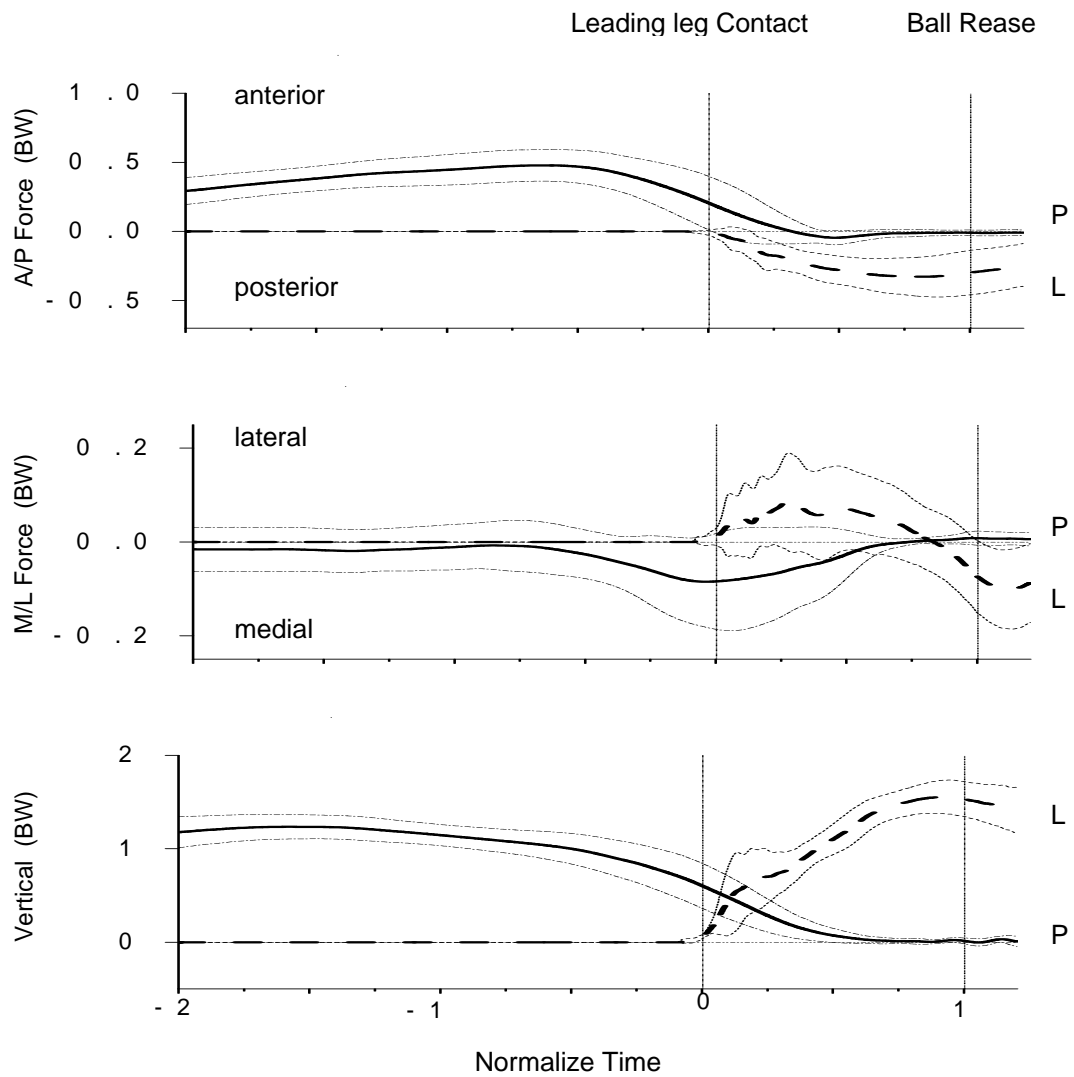 Leading leg Contact Ball Rease
A/P Force (BW)
1 . 0
0 . 5
0 . 0
- 0 . 5
anterior
posterior
P
L
M/L Force (BW)
0 . 2
0 . 0
- 0 . 2
lateral
medial
P
L
Vertical (BW)
2
1
0
L
P
- 2 - 1 0 1
Normalize Time